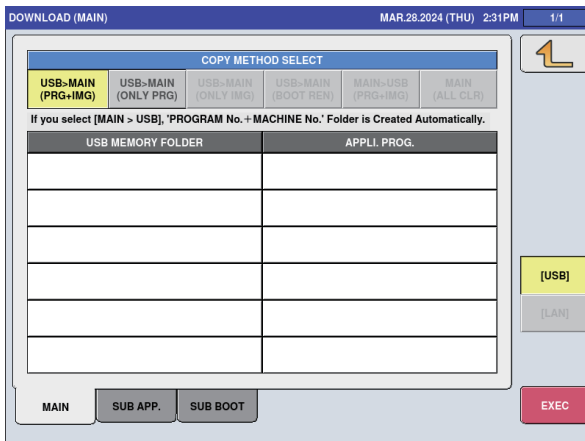 DOWNLOAD (MAIN) MAR.28.2024 (THU) 2:31PM 1/1
COPY METHOD SELECT
USB>MAIN USB>MAIN USB>MAIN USB>MAIN MAIN>USB MAIN
(PRG+IMG) (ONLY PRG) (ONLY IMG) (BOOT REN) (PRG+IMG) (ALL CLR)
If you select [MAIN > USB], 'PROGRAM No.+MACHINE No.' Folder is Created Automatically.
USB MEMORY FOLDER APPLI. PROG.
[USB]
[LAN]
MAIN SUB APP. SUB BOOT EXEC